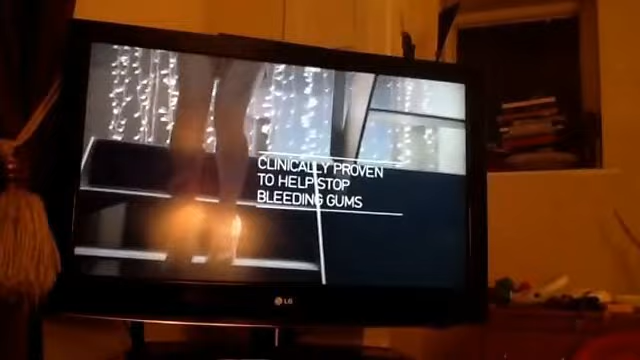 CLINICALLY PROVEN
TO HELP STOP
BLEEDING GUMS
LG